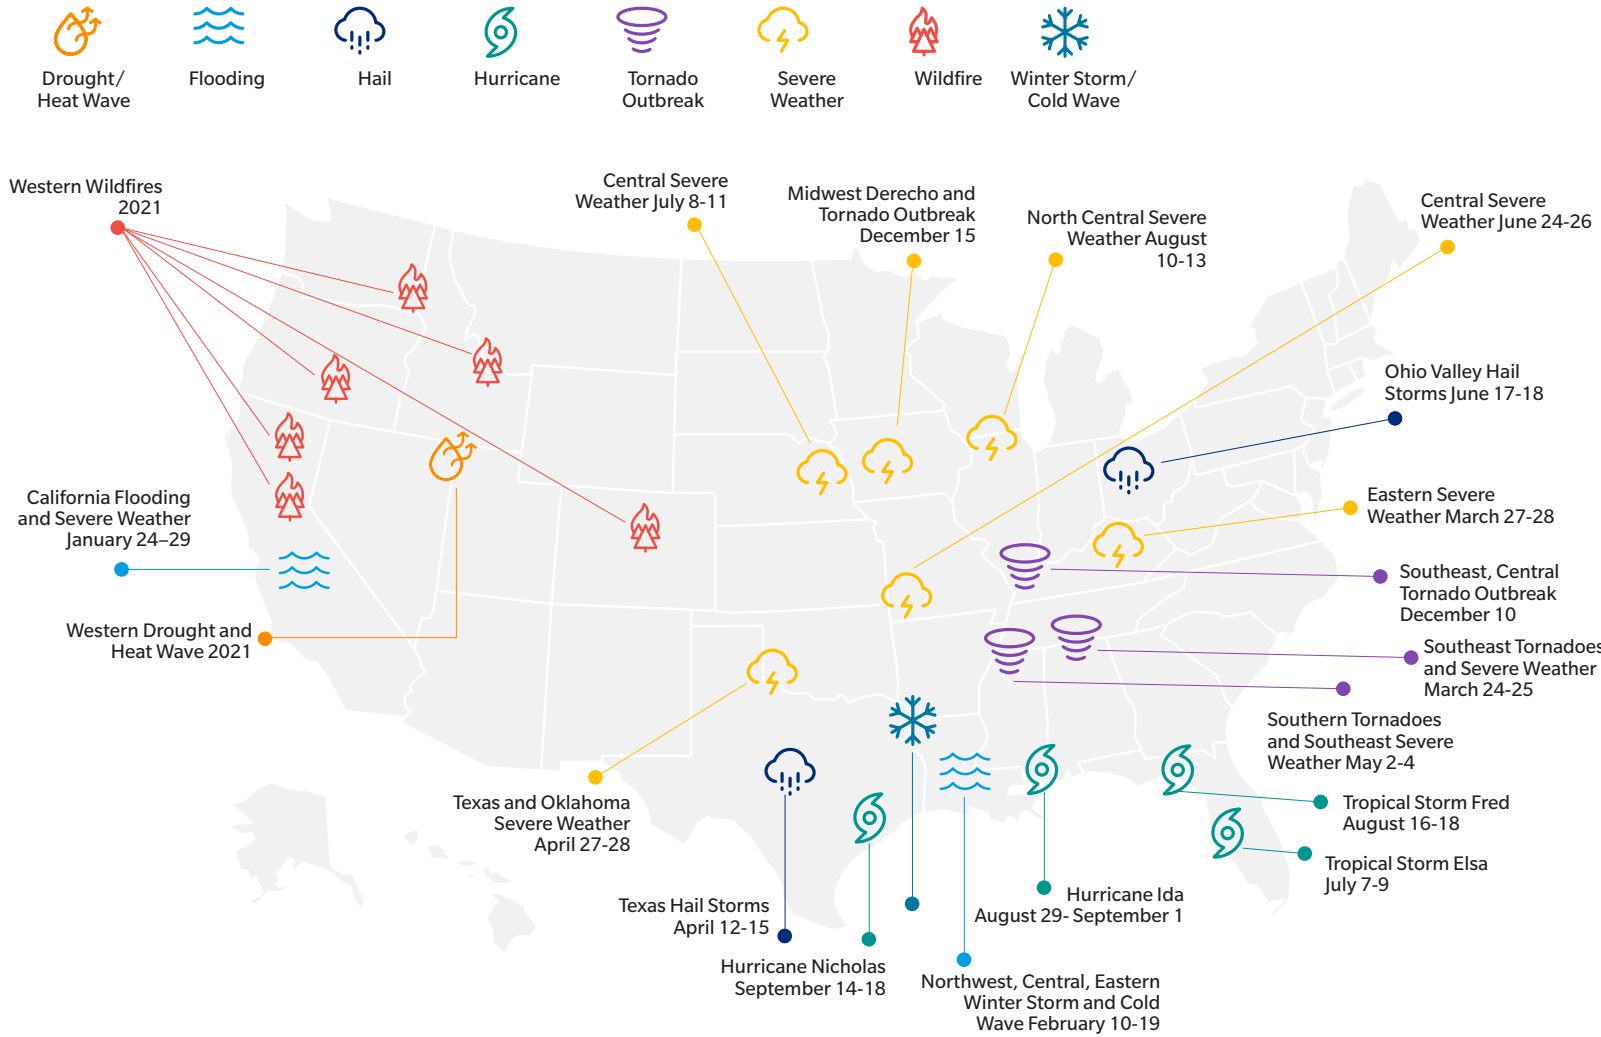 Drought/
Heat Wave
Flooding
Hail
Hurricane
Tornado
Outbreak
Severe
Weather
Wildfire
Winter Storm/
Cold Wave
Western Wildfires
2021
Central Severe
Weather July 8-11
Midwest Derecho and
Tornado Outbreak
December 15
North Central Severe
Weather August
10-13
Central Severe
Weather June 24-26
Ohio Valley Hail
Storms June 17-18
California Flooding
and Severe Weather
January 24–29
Eastern Severe
Weather March 27-28
Southeast, Central
Tornado Outbreak
December 10
Western Drought and
Heat Wave 2021
Southeast Tornadoes
and Severe Weather
March 24-25
Southern Tornadoes
and Southeast Severe
Weather May 2-4
Texas and Oklahoma
Severe Weather
April 27-28
Tropical Storm Fred
August 16-18
Tropical Storm Elsa
July 7-9
Texas Hail Storms
April 12-15
Hurricane Ida
August 29- September 1
Hurricane Nicholas
September 14-18
Northwest, Central, Eastern
Winter Storm and Cold
Wave February 10-19